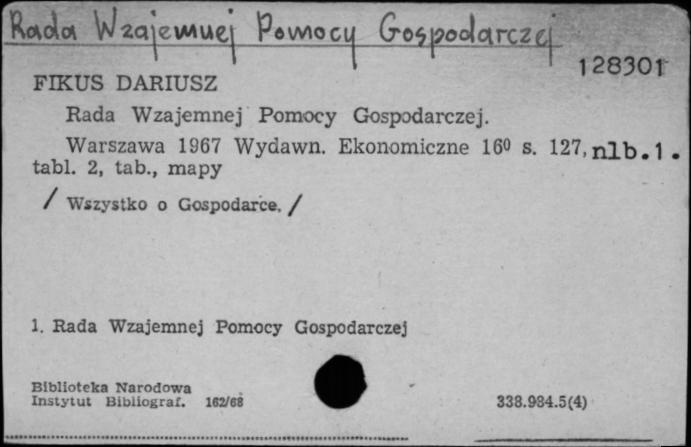 Rada Wzajemnej Pomocy Gospodarczej
128301
FIKUS DARIUSZ
Rada Wzajemnej Pomocy Gospodarczej.
Warszawa 1967 Wydawn. Ekonomiczne 16⁰ s. 127, nlb.1.
tabl. 2, tab., mapy
/ Wszystko o Gospodarce. /
1. Rada Wzajemnej Pomocy Gospodarczej
Biblioteka Narodowa
Instytut Bibliograf. 162/68
338.984.5(4)